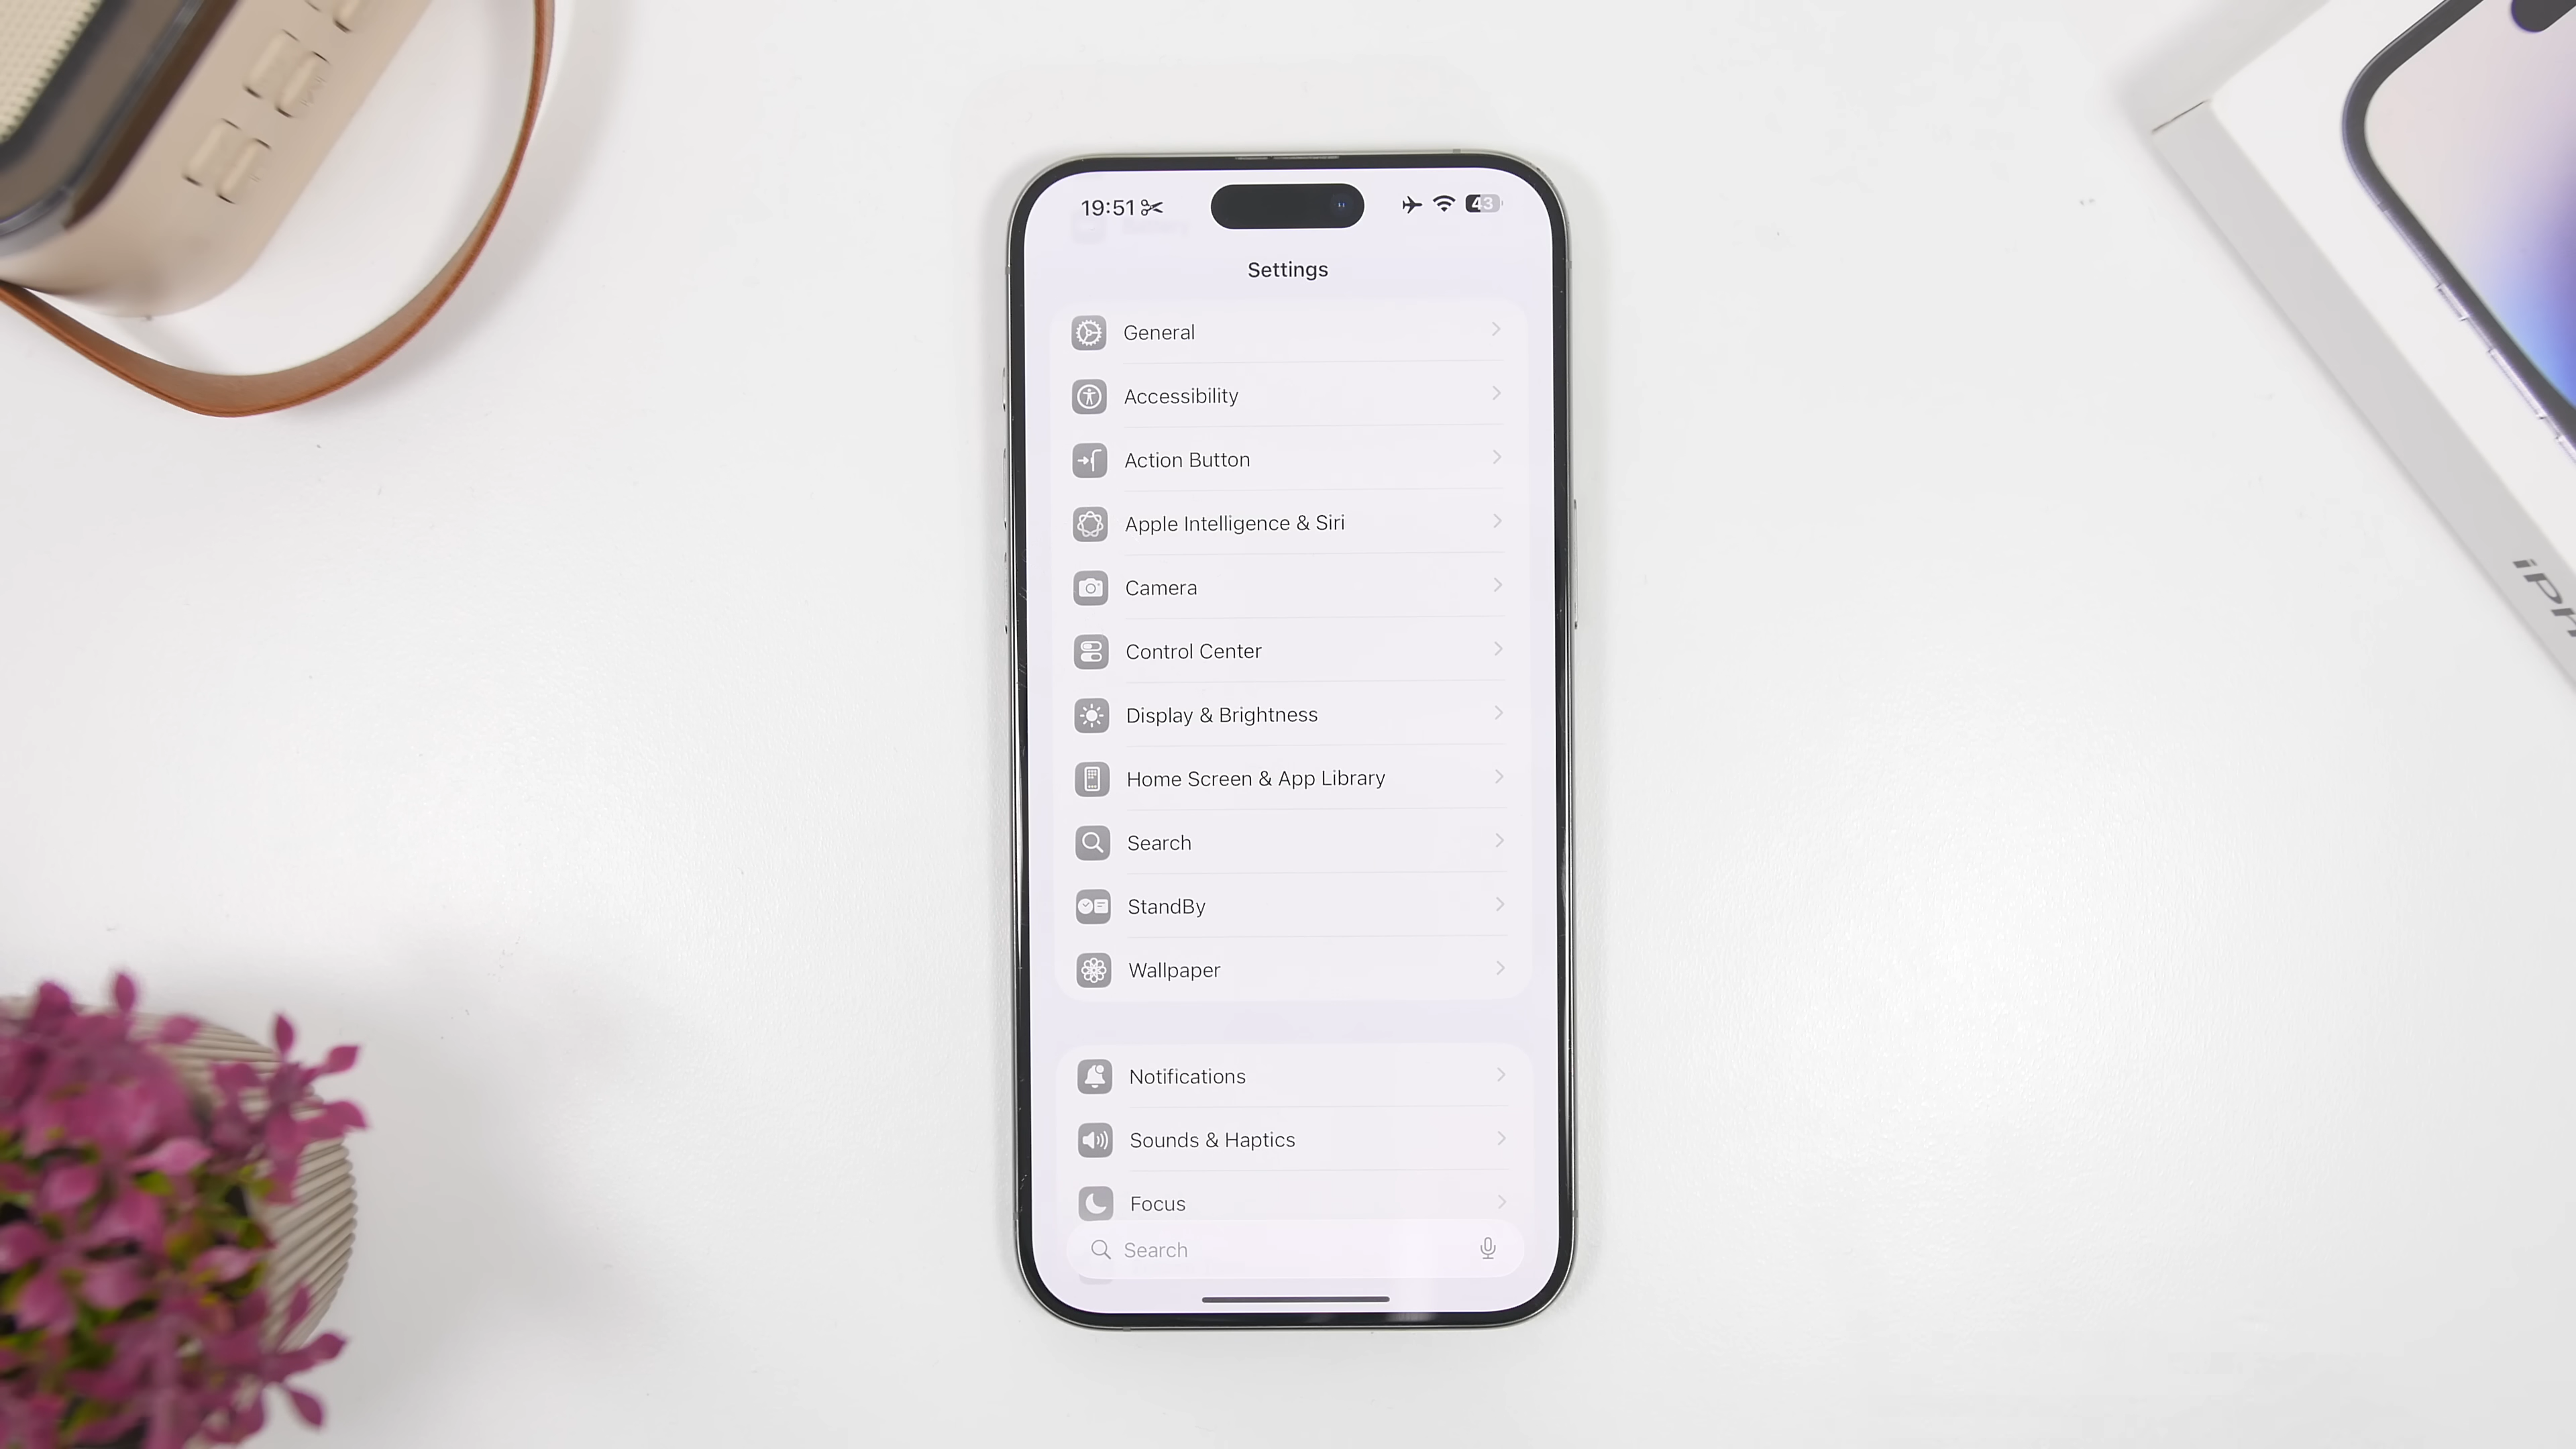 19:51
43
Settings
General
Accessibility
Action Button
Apple Intelligence & Siri
Camera
Control Center
Display & Brightness
Home Screen & App Library
Search
StandBy
Wallpaper
Notifications
Sounds & Haptics
Focus
Search